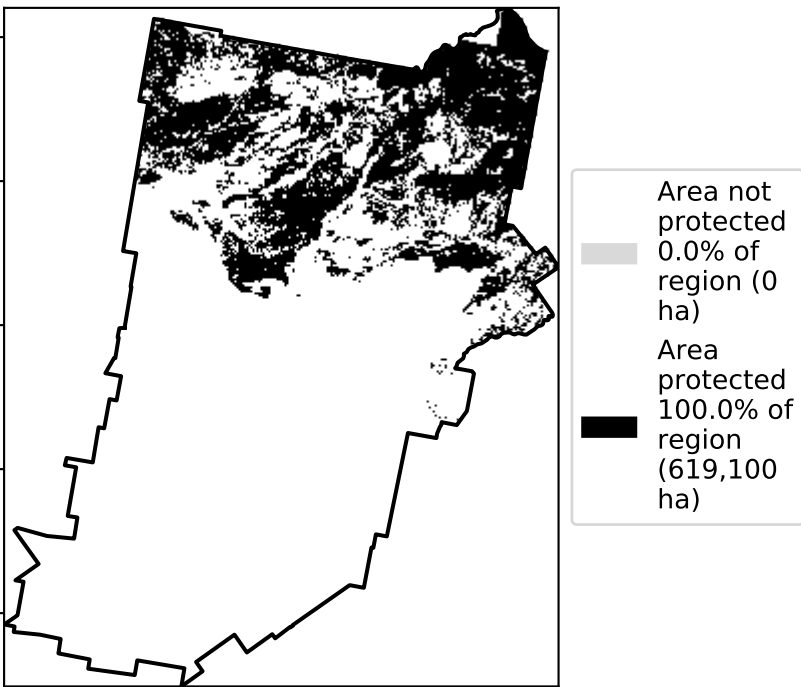 Area not
protected
0.0% of
region (0
ha)
Area
protected
100.0% of
region
(619,100
ha)